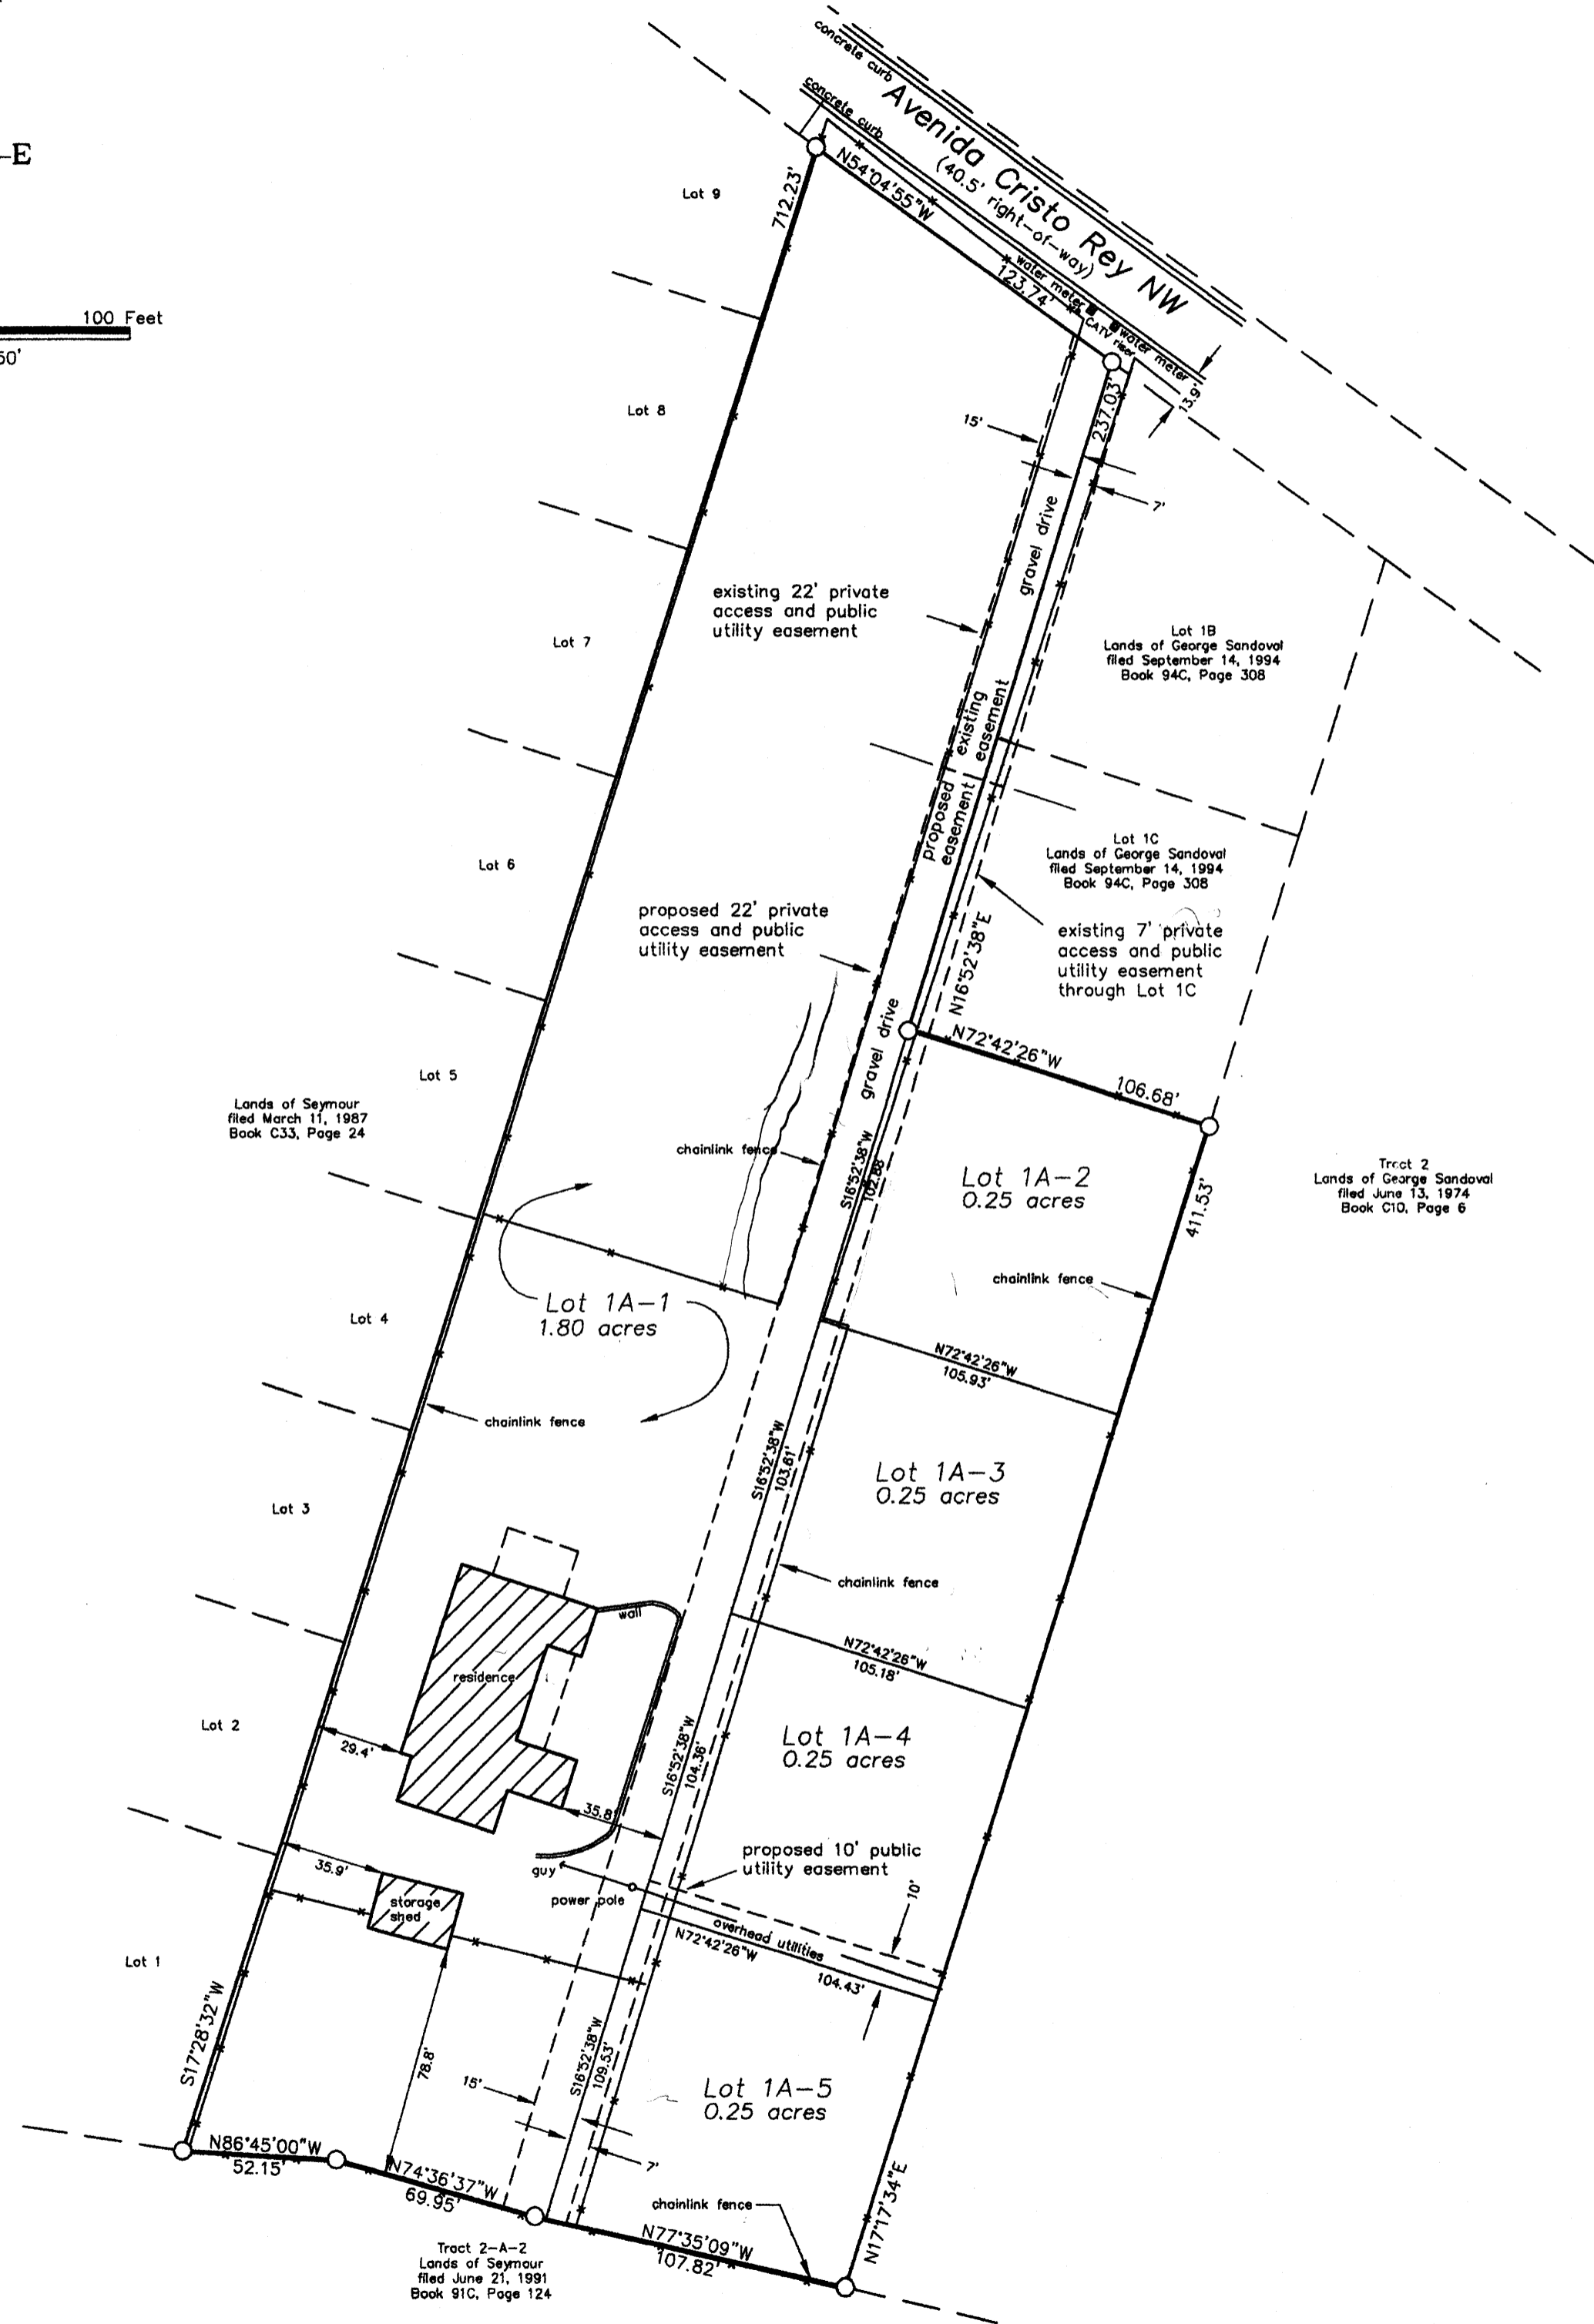 -E
100 Feet
50'
concrete curb
concrete curb
Avenida Cristo Rey NW
(40.5' right-of-way)
N54°04'55"W
123.74'
water meter
CATV riser
water meter
13.9'
712.23'
237.03'
Lot 9
Lot 8
Lot 7
Lot 6
Lot 5
Lot 4
Lot 3
Lot 2
Lot 1
15'
7'
gravel drive
existing 22' private
access and public
utility easement
Lot 1B
Lands of George Sandoval
filed September 14, 1994
Book 94C, Page 308
existing
easement
proposed
easement
Lot 1C
Lands of George Sandoval
filed September 14, 1994
Book 94C, Page 308
proposed 22' private
access and public
utility easement
existing 7' private
access and public
utility easement
through Lot 1C
N16°52'38"E
gravel drive
N72°42'26"W
106.68'
Lands of Seymour
filed March 11, 1987
Book C33, Page 24
chainlink fence
S16°52'38"W
102.88'
Lot 1A-2
0.25 acres
411.53'
Tract 2
Lands of George Sandoval
filed June 13, 1974
Book C10, Page 6
chainlink fence
Lot 1A-1
1.80 acres
N72°42'26"W
105.93'
chainlink fence
S16°52'38"W
103.61'
Lot 1A-3
0.25 acres
chainlink fence
wall
N72°42'26"W
105.18'
residence
29.4'
S16°52'38"W
104.36'
Lot 1A-4
0.25 acres
35.8'
proposed 10' public
utility easement
guy
power pole
35.9'
storage
shed
10'
overhead utilities
N72°42'26"W
104.43'
S17°28'32"W
78.8'
S16°52'38"W
109.53'
15'
Lot 1A-5
0.25 acres
7'
N86°45'00"W
52.15'
N74°36'37"W
69.95'
chainlink fence
N77°35'09"W
107.82'
N17°17'34"E
Tract 2-A-2
Lands of Seymour
filed June 21, 1991
Book 91C, Page 124